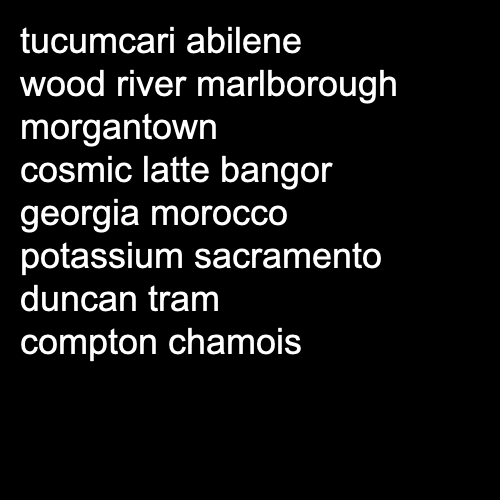 tucumcari abilene
wood river marlborough
morgantown
cosmic latte bangor
georgia morocco
potassium sacramento
duncan tram
compton chamois